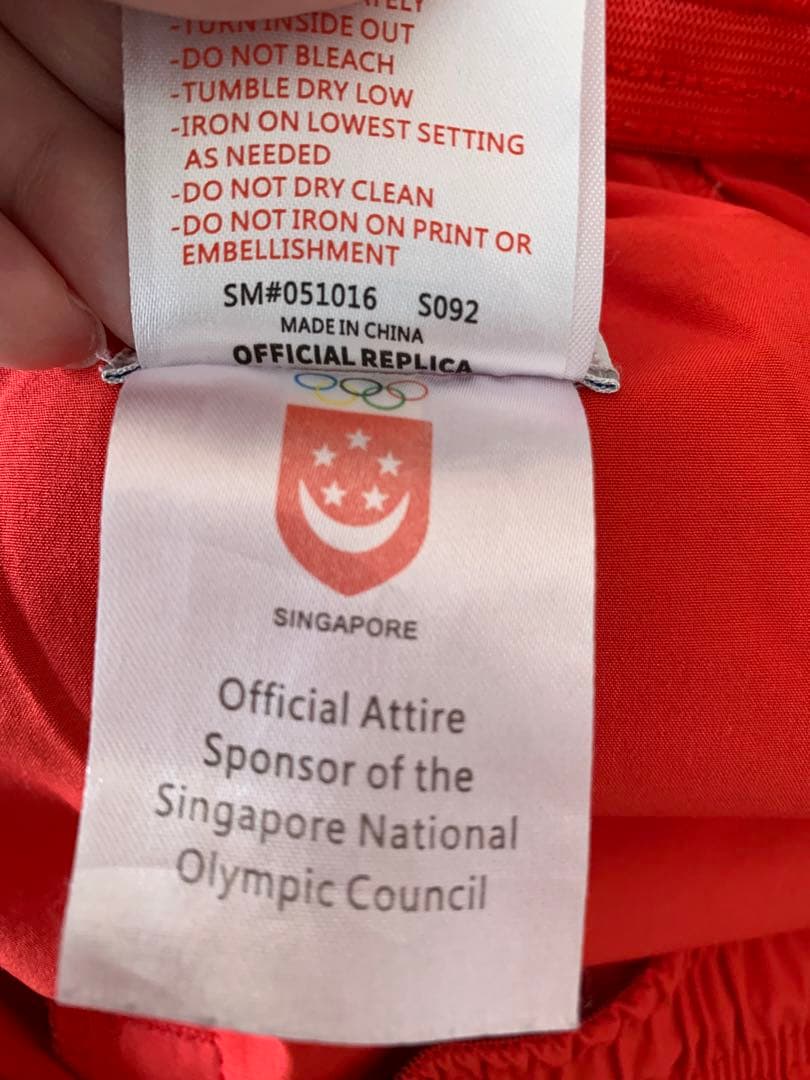 -TURN INSIDE OUT
-DO NOT BLEACH
-TUMBLE DRY LOW
-IRON ON LOWEST SETTING
AS NEEDED
-DO NOT DRY CLEAN
-DO NOT IRON ON PRINT OR
EMBELLISHMENT
SM#051016 S092
MADE IN CHINA
OFFICIAL REPLICA
SINGAPORE
Official Attire
Sponsor of the
Singapore National
Olympic Council